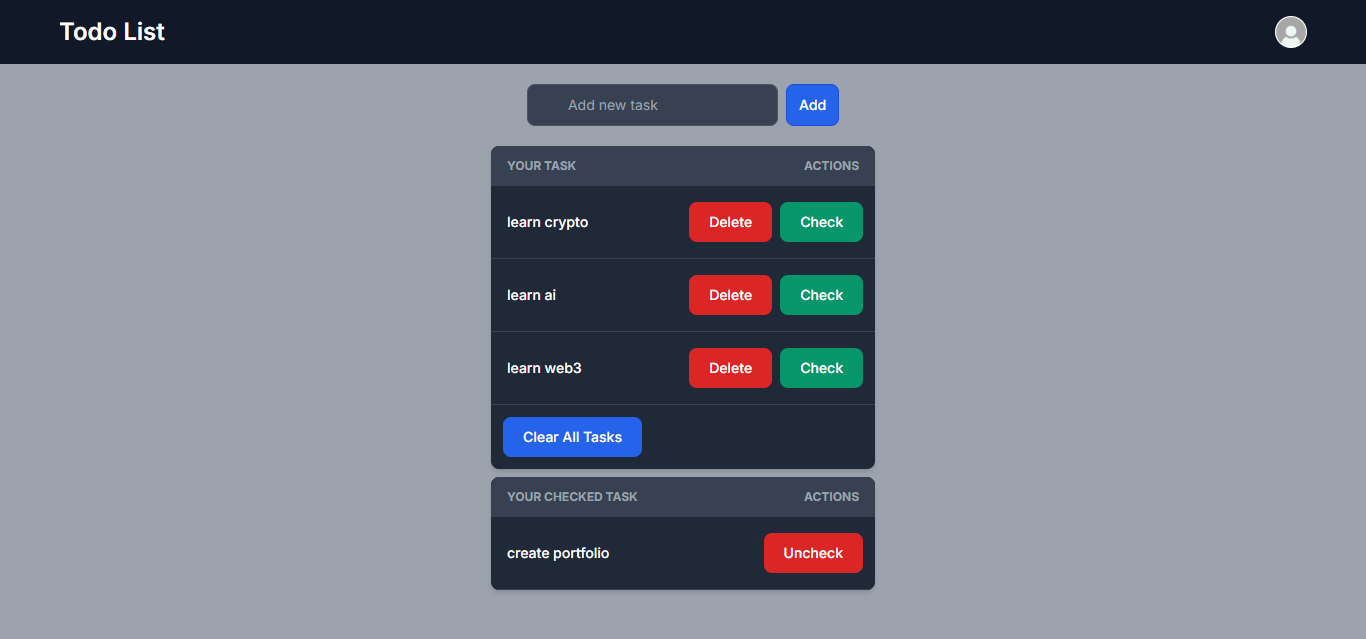 Todo List
Add new task Add
YOUR TASK ACTIONS
learn crypto Delete Check
learn ai Delete Check
learn web3 Delete Check
Clear All Tasks
YOUR CHECKED TASK ACTIONS
create portfolio Uncheck